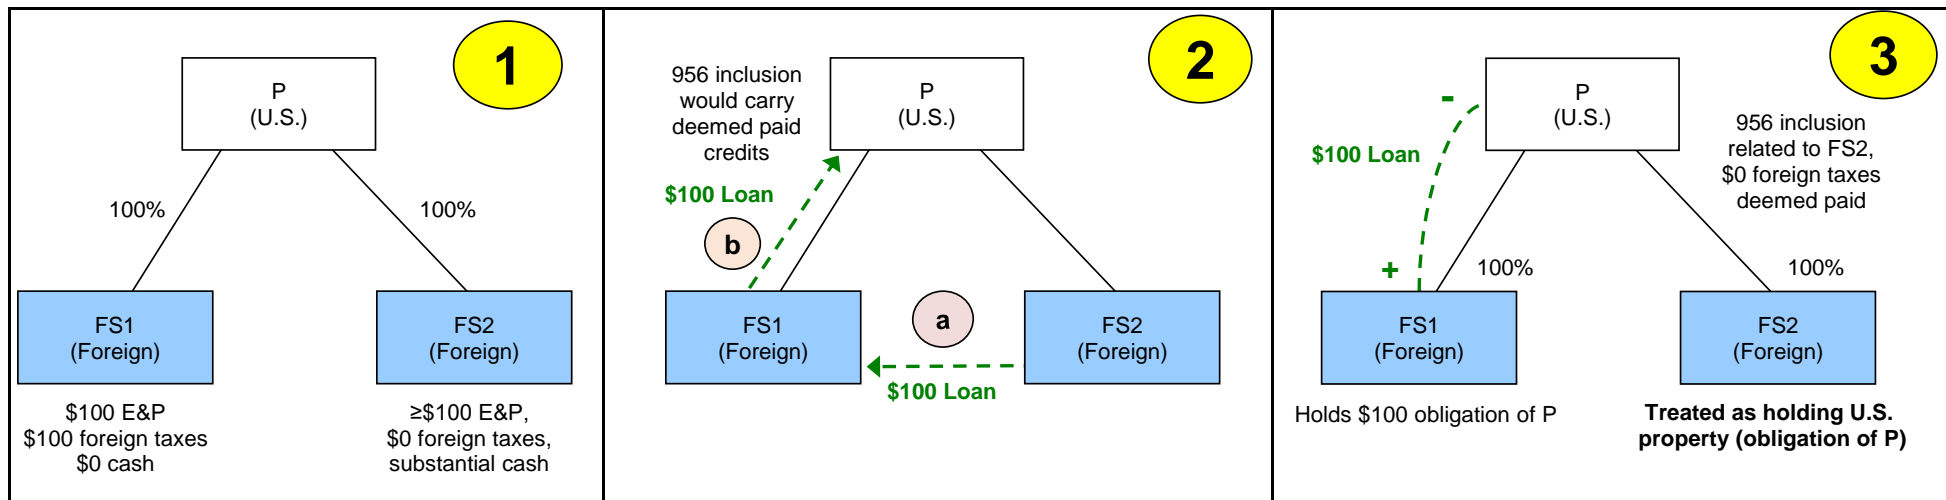 1
P
(U.S.)
100%
100%
FS1
(Foreign)
FS2
(Foreign)
$100 E&P
$100 foreign taxes
$0 cash
≥$100 E&P,
$0 foreign taxes,
substantial cash
2
956 inclusion
would carry
deemed paid
credits
P
(U.S.)
$100 Loan
b
a
FS1
(Foreign)
FS2
(Foreign)
$100 Loan
3
P
(U.S.)
-
$100 Loan
956 inclusion
related to FS2,
$0 foreign taxes
deemed paid
+
100%
100%
FS1
(Foreign)
FS2
(Foreign)
Holds $100 obligation of P
Treated as holding U.S.
property (obligation of P)